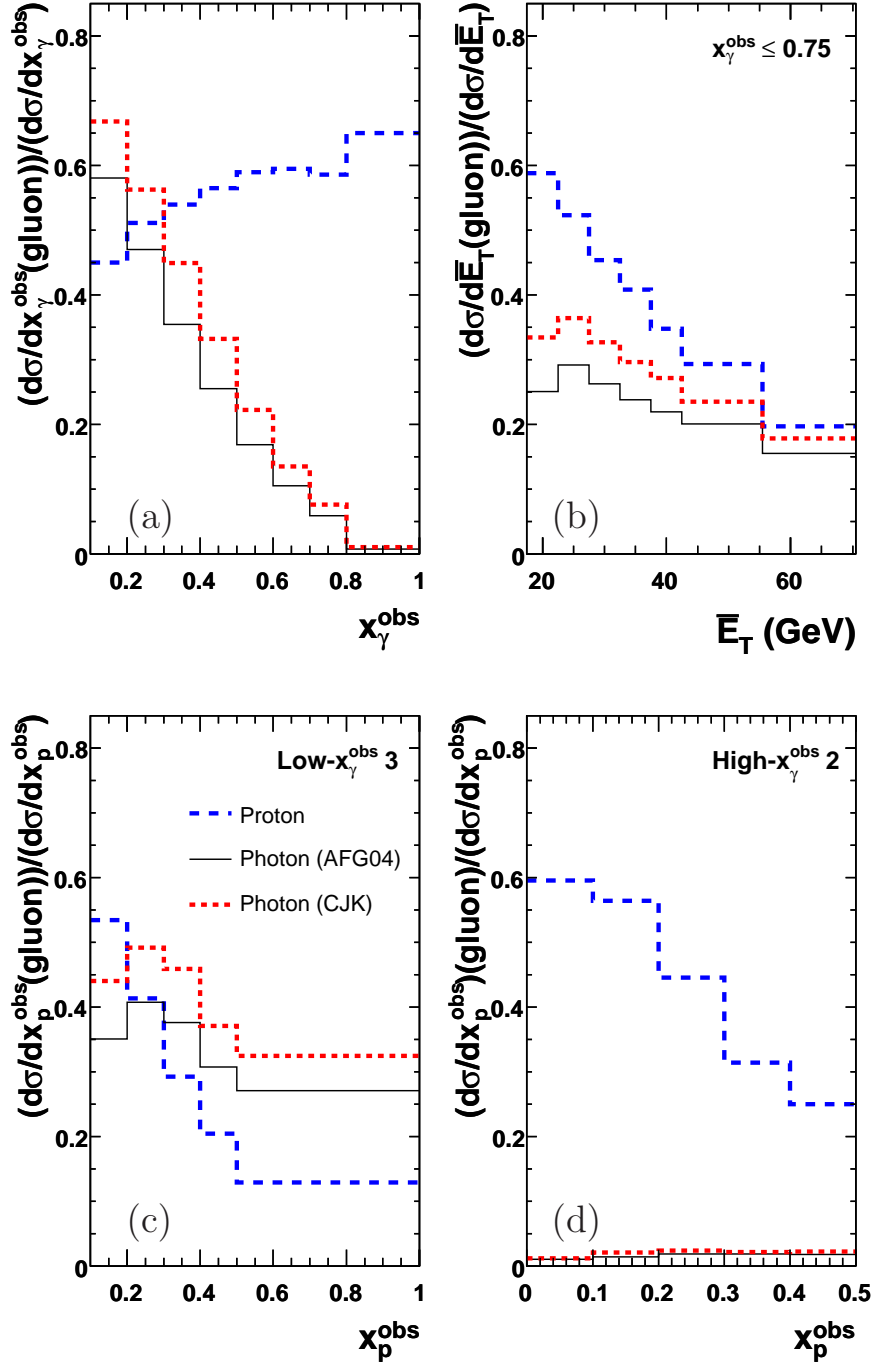 (dσ/dx_γ^obs(gluon))/(dσ/dx_γ^obs)
0.8
0.6
0.4
0.2
0
(a)
0.2 0.4 0.6 0.8 1
x_γ^obs
(dσ/dE̅_T(gluon))/(dσ/dE̅_T)
x_γ^obs ≤ 0.75
0.8
0.6
0.4
0.2
0
(b)
20 40 60
E̅_T (GeV)
(dσ/dx_p^obs(gluon))/(dσ/dx_p^obs)
Low-x_γ^obs 3
0.8
0.6
0.4
0.2
0
Proton
Photon (AFG04)
Photon (CJK)
(c)
0.2 0.4 0.6 0.8 1
x_p^obs
(dσ/dx_p^obs)(gluon)/(dσ/dx_p^obs)
High-x_γ^obs 2
0.8
0.6
0.4
0.2
0
(d)
0 0.1 0.2 0.3 0.4 0.5
x_p^obs